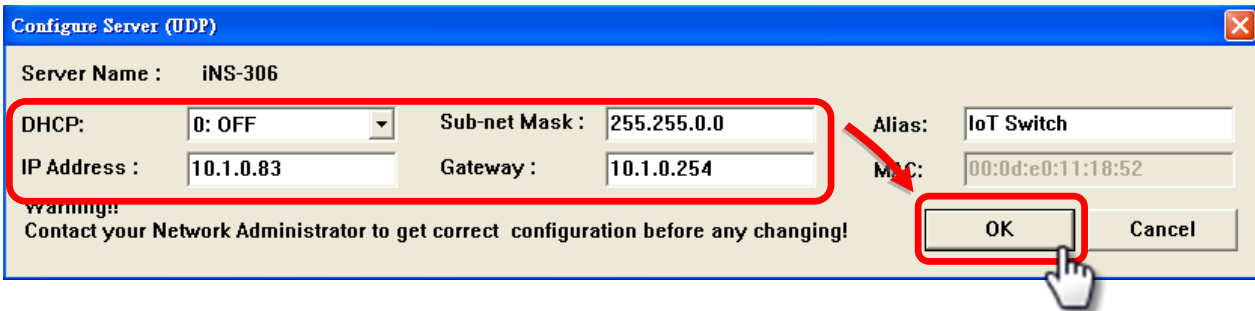 Configure Server (UDP)
Server Name : iNS-306
DHCP: 0: OFF Sub-net Mask : 255.255.0.0 Alias: IoT Switch
IP Address : 10.1.0.83 Gateway : 10.1.0.254 MAC: 00:0d:e0:11:18:52
Warning!!
Contact your Network Administrator to get correct configuration before any changing!
OK Cancel